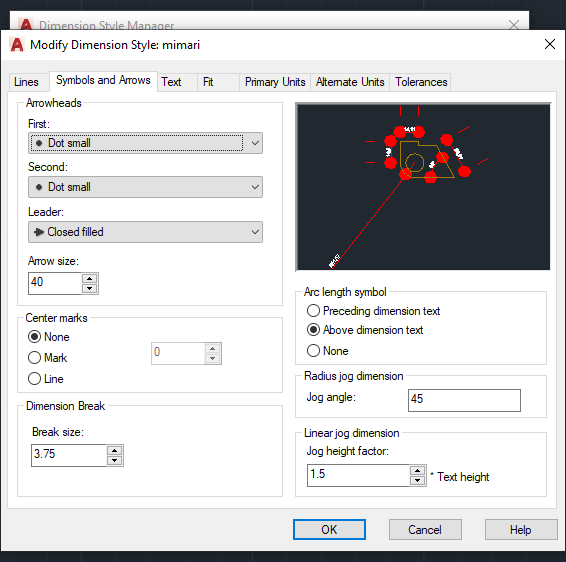 Dimension Style Manager
Modify Dimension Style: mimari
Lines
Symbols and Arrows
Text
Fit
Primary Units
Alternate Units
Tolerances
Arrowheads
First:
Dot small
Second:
Dot small
Leader:
Closed filled
Arrow size:
40
Center marks
None
Mark
0
Line
Dimension Break
Break size:
3.75
Arc length symbol
Preceding dimension text
Above dimension text
None
Radius jog dimension
Jog angle:
45
Linear jog dimension
Jog height factor:
1.5
* Text height
OK
Cancel
Help